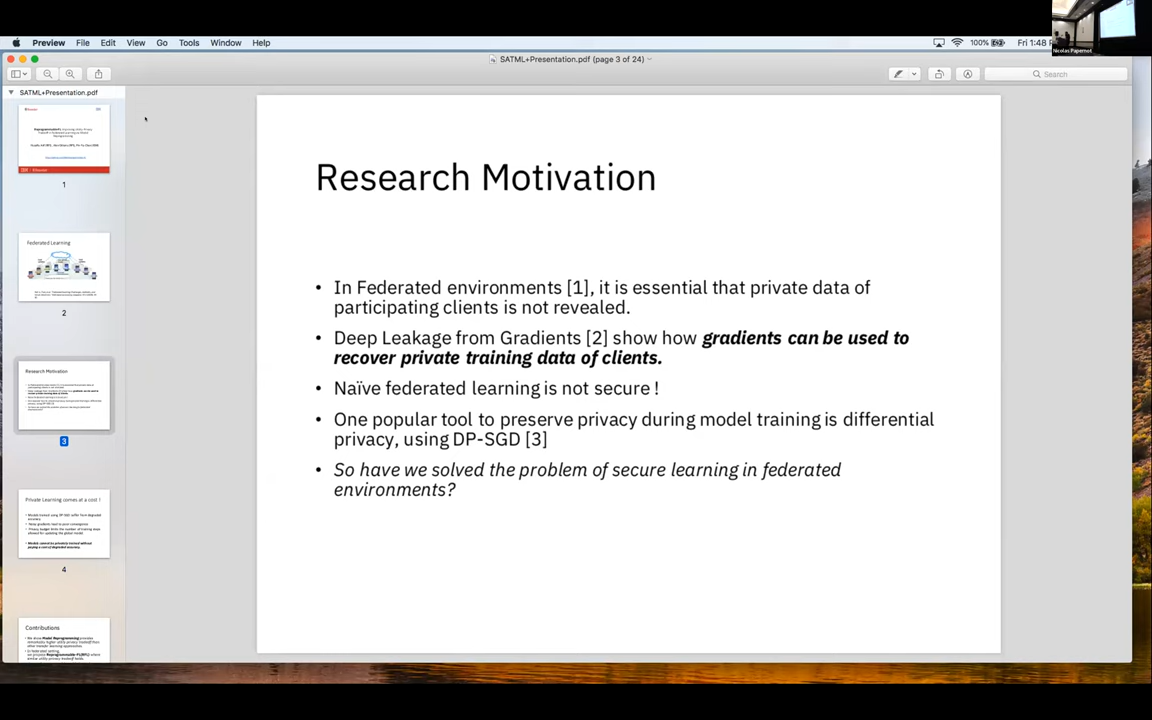 Preview File Edit View Go Tools Window Help
100%
Fri 1:48
Nicolas Papernot
SATML+Presentation.pdf (page 3 of 24)
Search
SATML+Presentation.pdf
1
Federated Learning
2
Research Motivation
3
Private Learning comes at a cost !
4
Contributions
Research Motivation
• In Federated environments [1], it is essential that private data of
participating clients is not revealed.
• Deep Leakage from Gradients [2] show how gradients can be used to
recover private training data of clients.
• Naïve federated learning is not secure !
• One popular tool to preserve privacy during model training is differential
privacy, using DP-SGD [3]
• So have we solved the problem of secure learning in federated
environments?